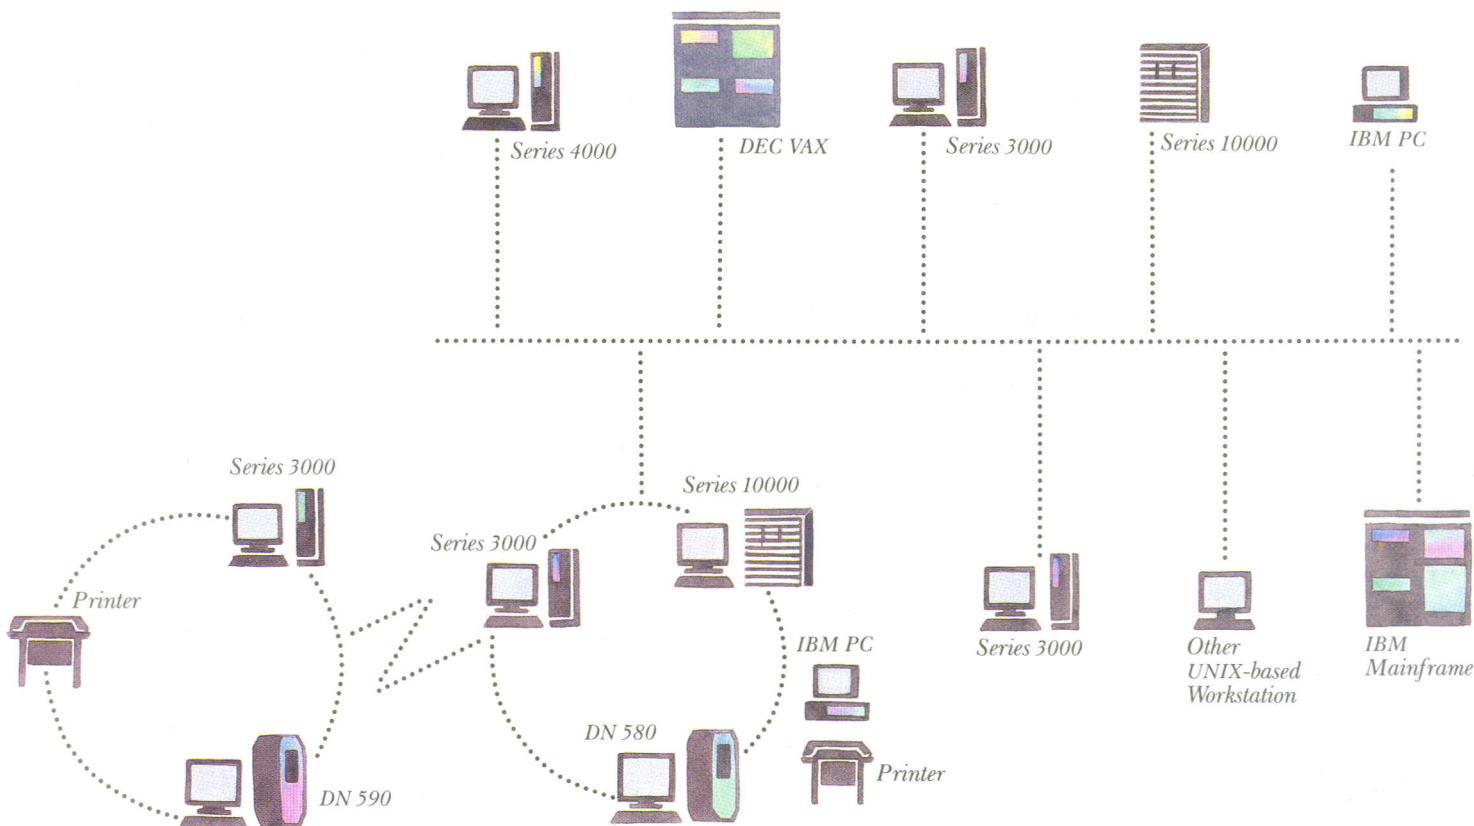 Series 4000
DEC VAX
Series 3000
Series 10000
IBM PC
Series 3000
Series 10000
Series 3000
Printer
IBM PC
Series 3000
Other
UNIX-based
Workstation
IBM
Mainframe
DN 580
Printer
DN 590